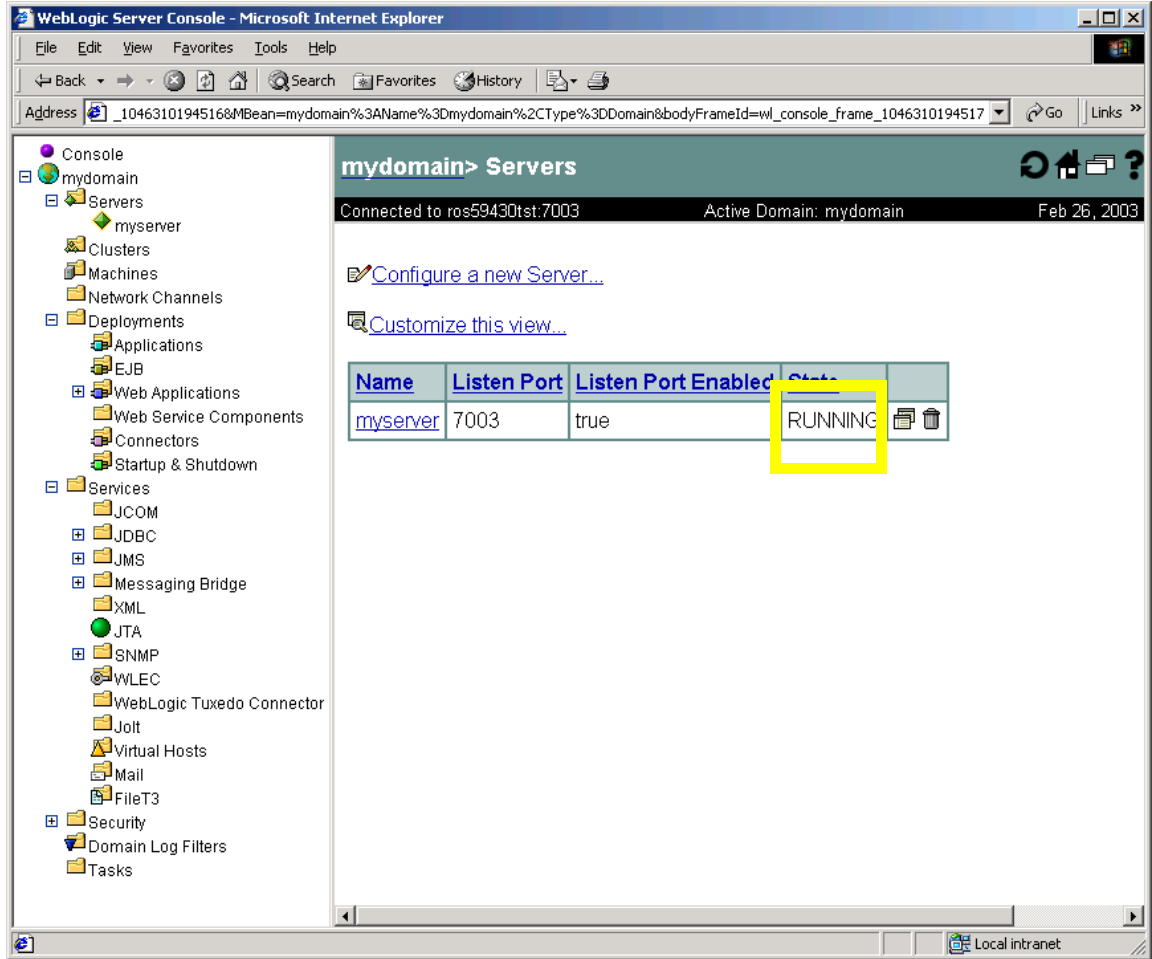 WebLogic Server Console - Microsoft Internet Explorer
File Edit View Favorites Tools Help
Back Search Favorites History
Address _1046310194516&MBean=mydomain%3AName%3Dmydomain%2CType%3DDomain&bodyFrameId=wl_console_frame_1046310194517 Go Links »
Console
mydomain
Servers
myserver
Clusters
Machines
Network Channels
Deployments
Applications
EJB
Web Applications
Web Service Components
Connectors
Startup & Shutdown
Services
JCOM
JDBC
JMS
Messaging Bridge
XML
JTA
SNMP
WLEC
WebLogic Tuxedo Connector
Jolt
Virtual Hosts
Mail
FileT3
Security
Domain Log Filters
Tasks
mydomain> Servers
Connected to ros59430tst:7003 Active Domain: mydomain Feb 26, 2003
Configure a new Server...
Customize this view...
Name Listen Port Listen Port Enabled State
myserver 7003 true RUNNING
Local intranet